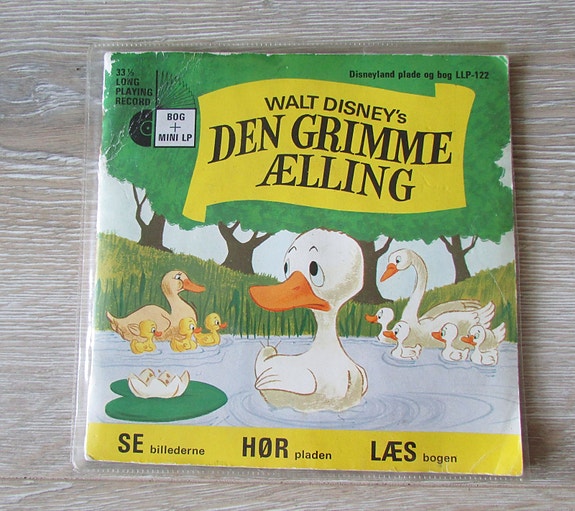 33⅓
LONG
PLAYING
RECORD
BOG
+
MINI LP
Disneyland plade og bog LLP-122
WALT DISNEY's
DEN GRIMME
ÆLLING
SE billederne HØR pladen LÆS bogen